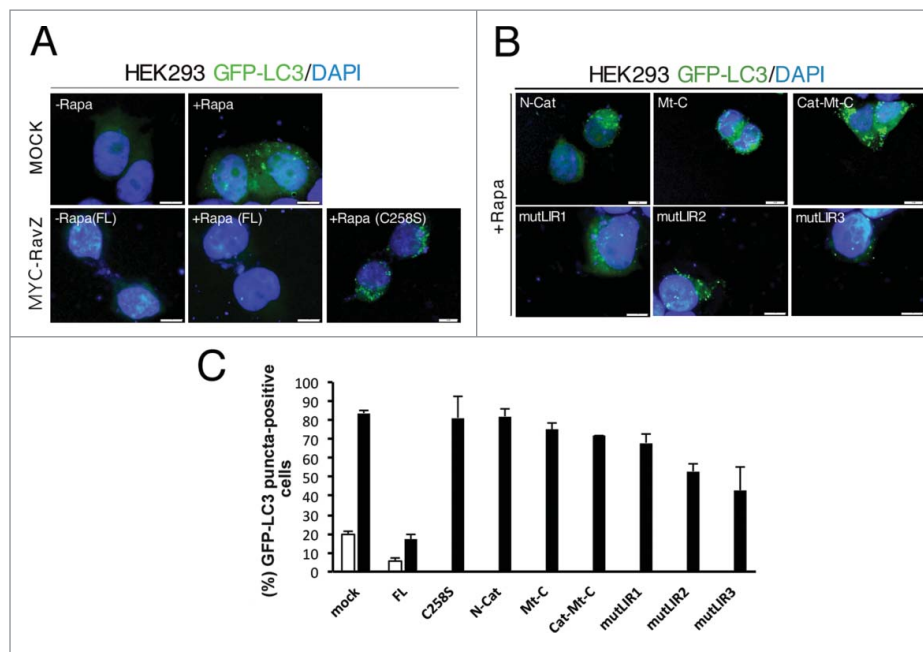 A
HEK293 GFP-LC3/DAPI
-Rapa
+Rapa
MOCK
-Rapa(FL)
+Rapa (FL)
+Rapa (C258S)
MYC-RavZ
B
HEK293 GFP-LC3/DAPI
N-Cat
Mt-C
Cat-Mt-C
+Rapa
mutLIR1
mutLIR2
mutLIR3
C
(%) GFP-LC3 puncta-positive
cells
100
90
80
70
60
50
40
30
20
10
0
mock
FL
C258S
N-Cat
Mt-C
Cat-Mt-C
mutLIR1
mutLIR2
mutLIR3